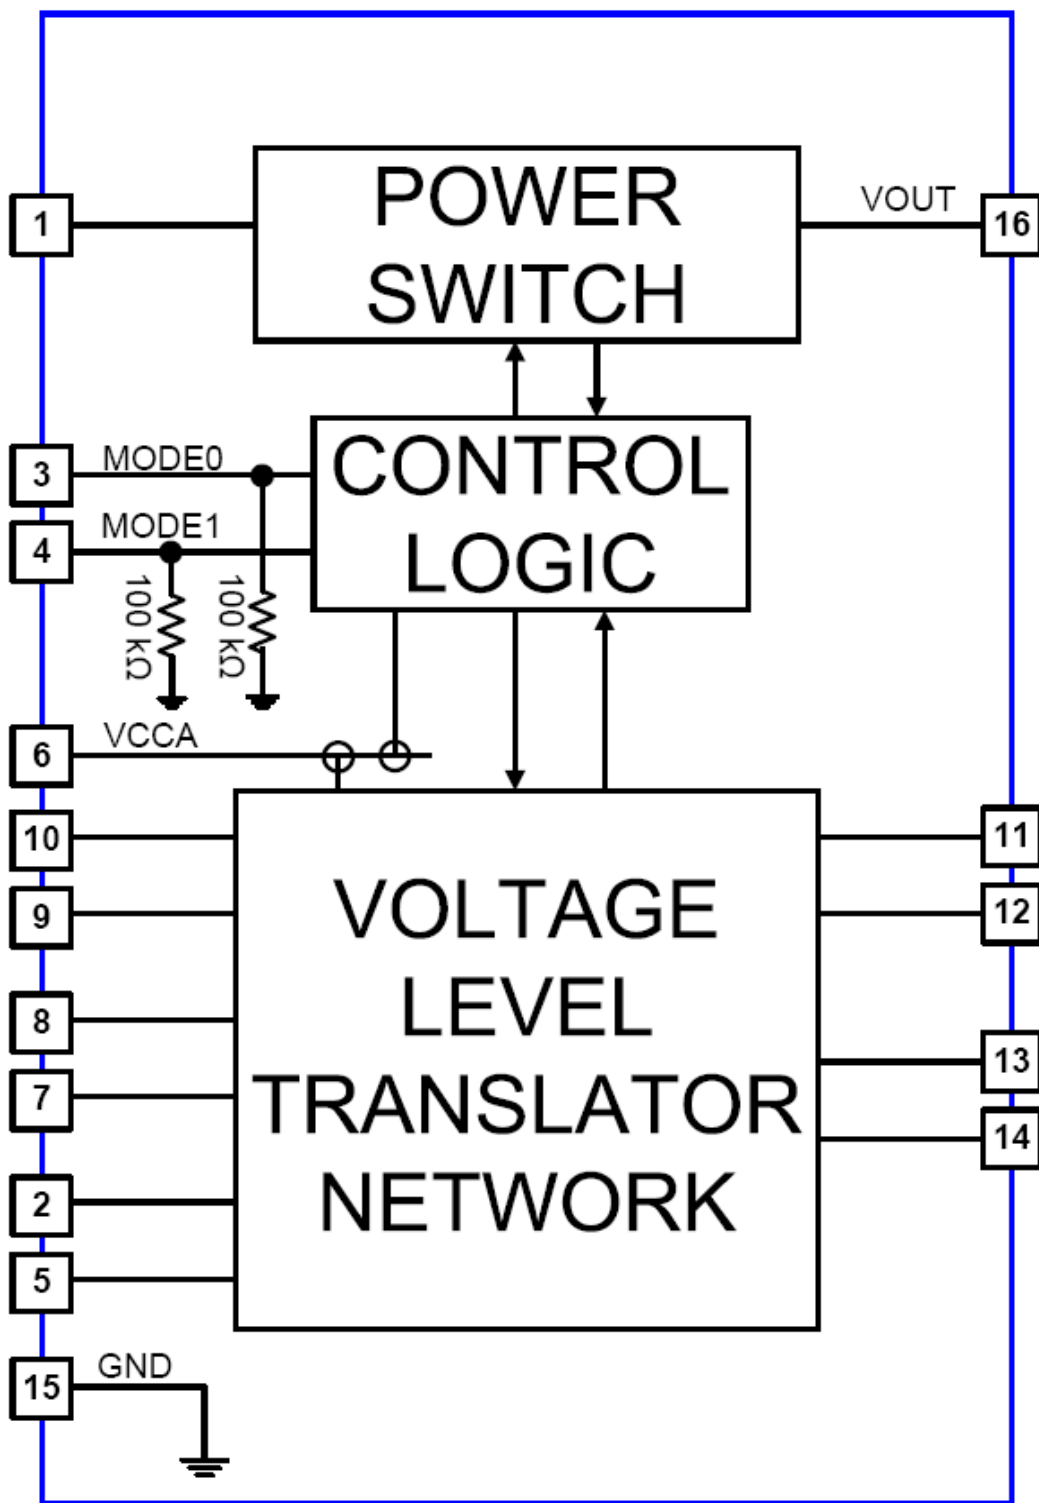 POWER
SWITCH
1
VOUT
16
3
MODE0
4
MODE1
CONTROL
LOGIC
100 kΩ
100 kΩ
6
VCCA
10
9
8
7
2
5
VOLTAGE
LEVEL
TRANSLATOR
NETWORK
11
12
13
14
15
GND